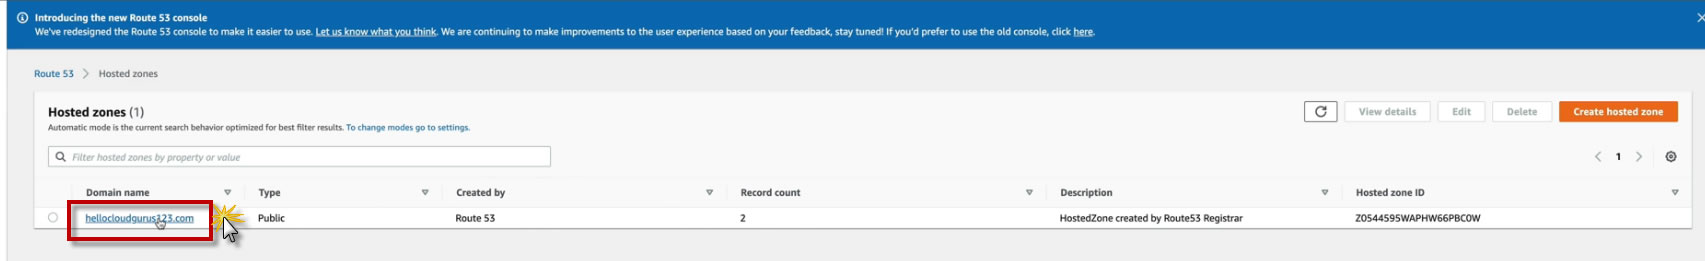 Introducing the new Route 53 console
We've redesigned the Route 53 console to make it easier to use. Let us know what you think. We are continuing to make improvements to the user experience based on your feedback, stay tuned! If you'd prefer to use the old console, click here.
Route 53 > Hosted zones
Hosted zones (1)
View details Edit Delete Create hosted zone
Automatic mode is the current search behavior optimized for best filter results. To change modes go to settings.
Filter hosted zones by property or value
1
Domain name Type Created by Record count Description Hosted zone ID
hellocloudgurus123.com Public Route 53 2 HostedZone created by Route53 Registrar Z0544595WAPHW66PBC0W